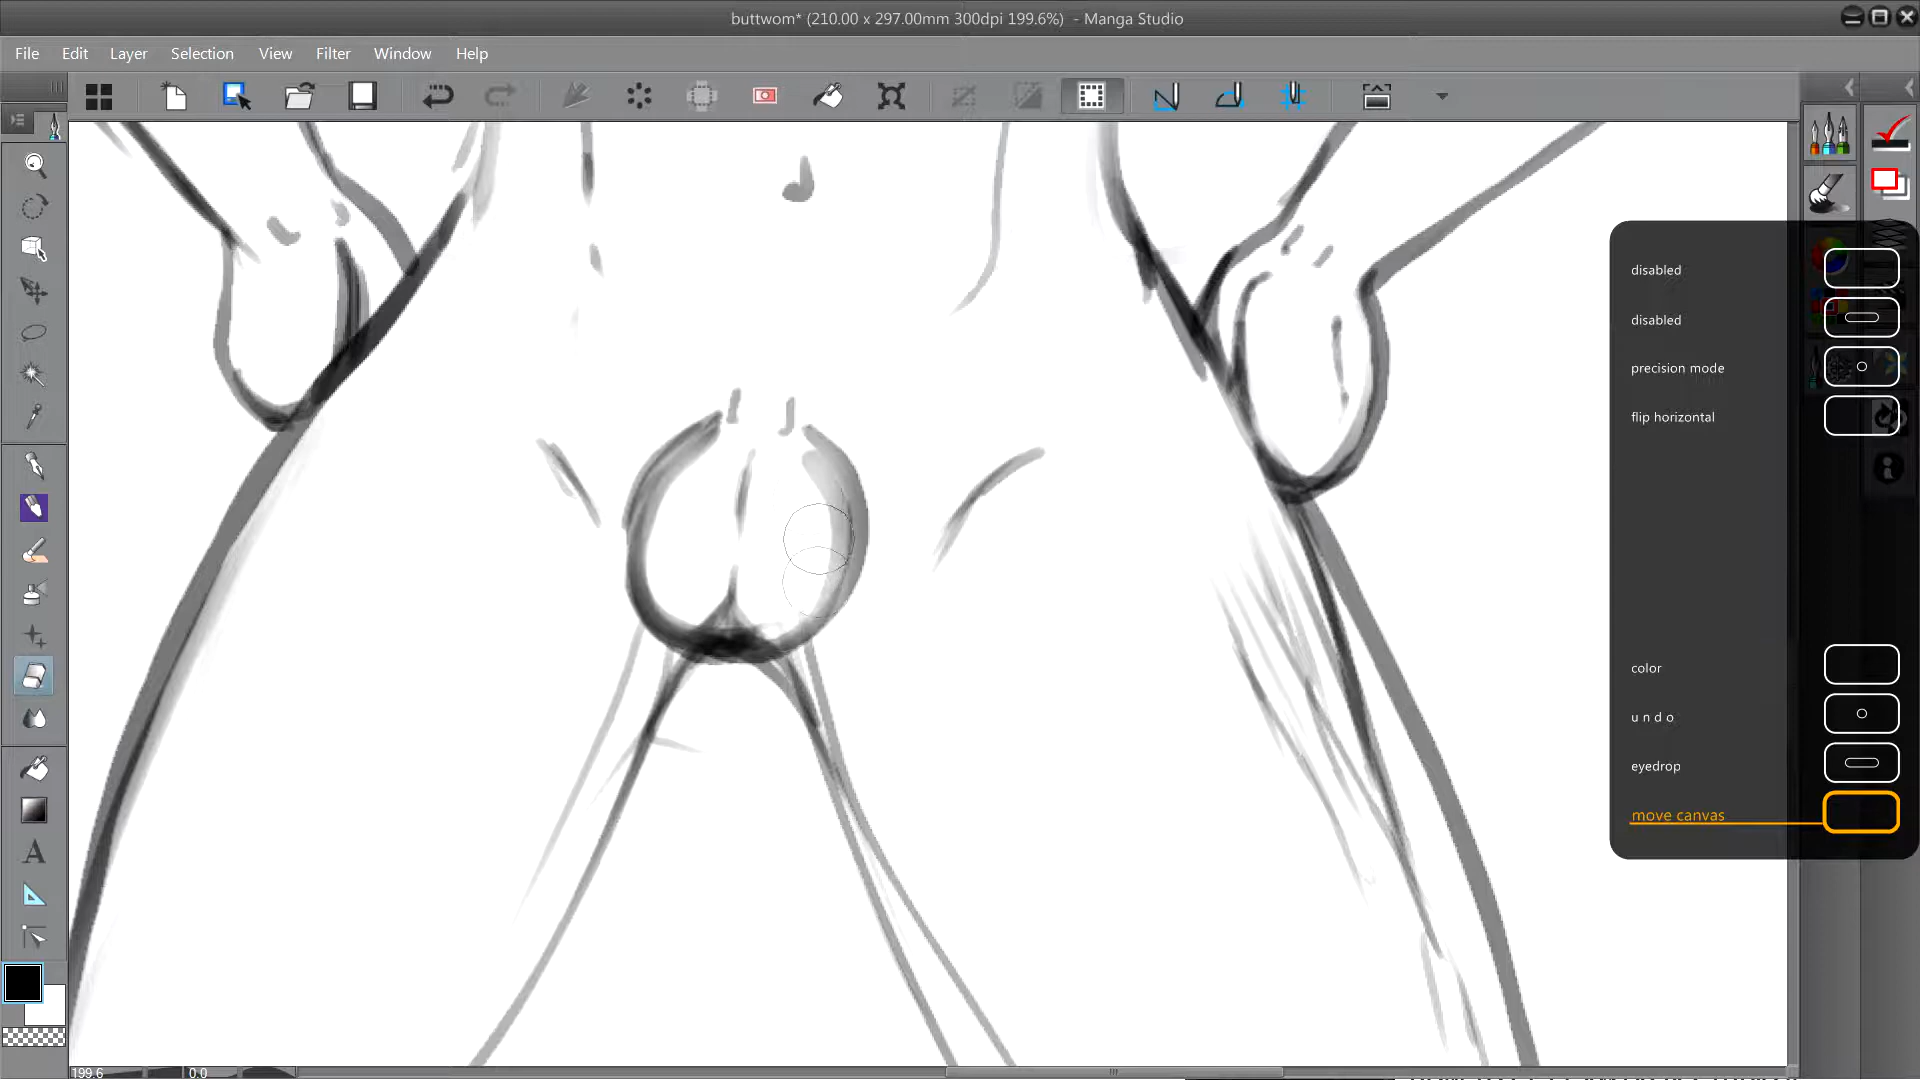 buttwom* (210.00 x 297.00mm 300dpi 199.6%) - Manga Studio
File Edit Layer Selection View Filter Window Help
disabled
disabled
precision mode
flip horizontal
color
undo
eyedrop
move canvas
199.6 0.0